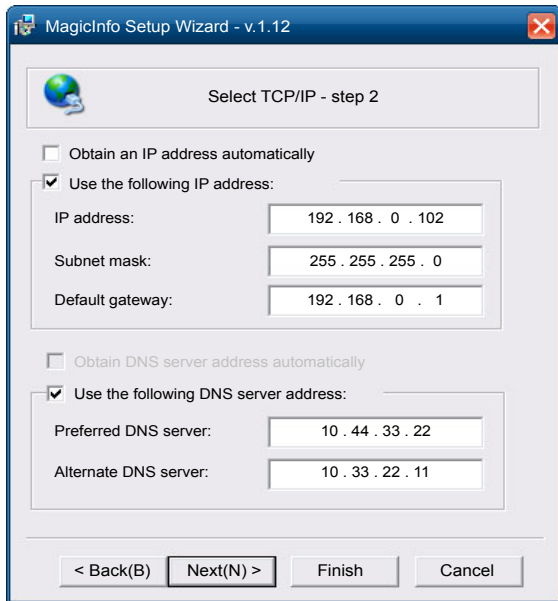 MagicInfo Setup Wizard - v.1.12
Select TCP/IP - step 2
Obtain an IP address automatically
Use the following IP address:
IP address: 192 . 168 . 0 . 102
Subnet mask: 255 . 255 . 255 . 0
Default gateway: 192 . 168 . 0 . 1
Obtain DNS server address automatically
Use the following DNS server address:
Preferred DNS server: 10 . 44 . 33 . 22
Alternate DNS server: 10 . 33 . 22 . 11
< Back(B) Next(N) > Finish Cancel